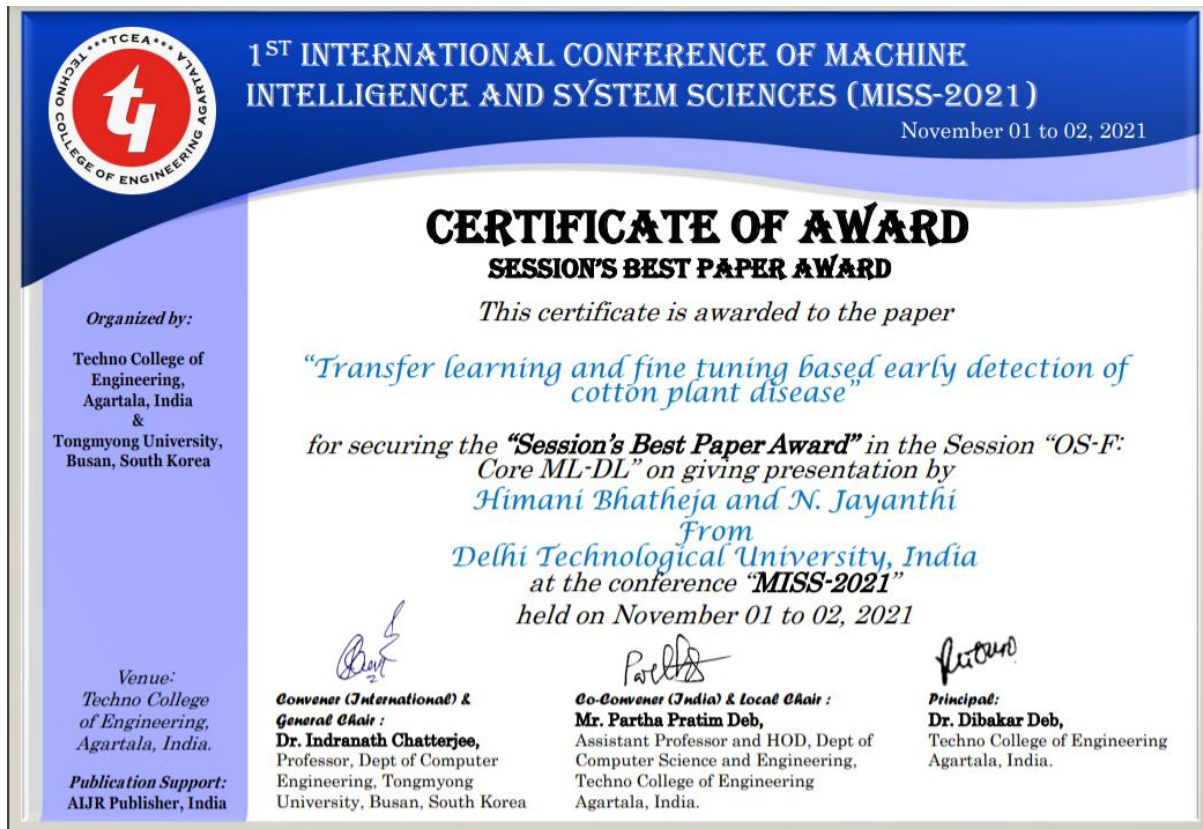 ***TCEA***
TECHNO COLLEGE OF ENGINEERING AGARTALA
1ST INTERNATIONAL CONFERENCE OF MACHINE
INTELLIGENCE AND SYSTEM SCIENCES (MISS-2021)
November 01 to 02, 2021
CERTIFICATE OF AWARD
SESSION'S BEST PAPER AWARD
This certificate is awarded to the paper
“Transfer learning and fine tuning based early detection of
cotton plant disease”
for securing the “Session's Best Paper Award” in the Session “OS-F:
Core ML-DL” on giving presentation by
Himani Bhatheja and N. Jayanthi
From
Delhi Technological University, India
at the conference “MISS-2021”
held on November 01 to 02, 2021
Organized by:
Techno College of
Engineering,
Agartala, India
&
Tongmyong University,
Busan, South Korea
Venue:
Techno College
of Engineering,
Agartala, India.
Publication Support:
AIJR Publisher, India
Convener (International) &
General Chair :
Dr. Indranath Chatterjee,
Professor, Dept of Computer
Engineering, Tongmyong
University, Busan, South Korea
Co-Convener (India) & Local Chair :
Mr. Partha Pratim Deb,
Assistant Professor and HOD, Dept of
Computer Science and Engineering,
Techno College of Engineering
Agartala, India.
Principal:
Dr. Dibakar Deb,
Techno College of Engineering
Agartala, India.